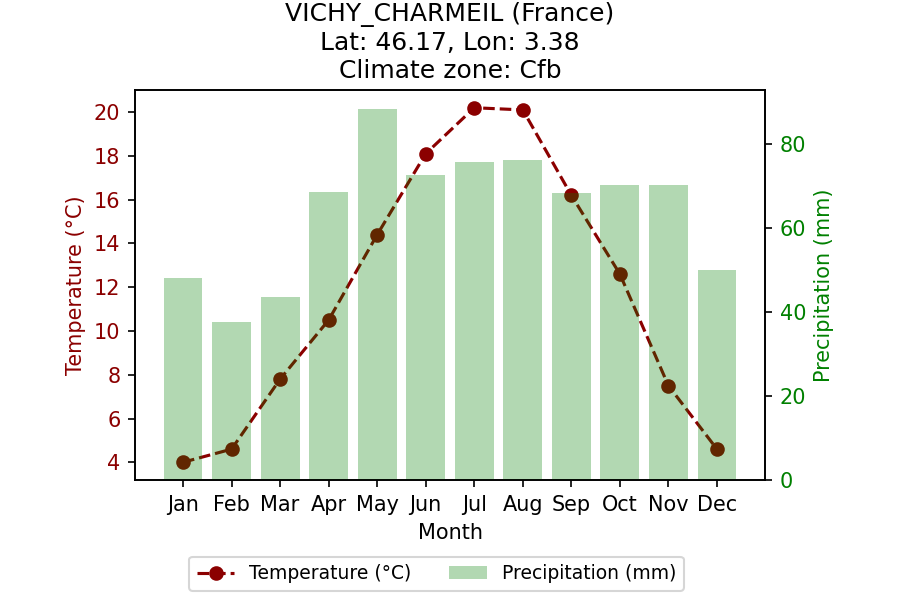 VICHY_CHARMEIL (France)
Lat: 46.17, Lon: 3.38
Climate zone: Cfb
20
18
16
14
12
10
8
6
4
Temperature (°C)
80
60
40
20
0
Precipitation (mm)
Jan Feb Mar Apr May Jun Jul Aug Sep Oct Nov Dec
Month
Temperature (°C) Precipitation (mm)